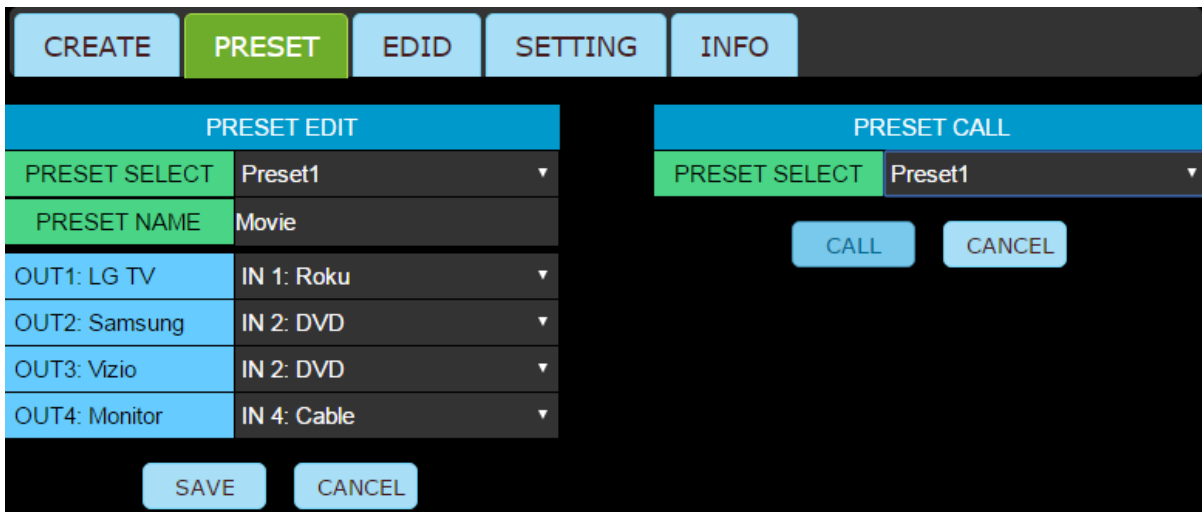 CREATE PRESET EDID SETTING INFO
PRESET EDIT
PRESET SELECT Preset1
PRESET NAME Movie
OUT1: LG TV IN 1: Roku
OUT2: Samsung IN 2: DVD
OUT3: Vizio IN 2: DVD
OUT4: Monitor IN 4: Cable
SAVE CANCEL
PRESET CALL
PRESET SELECT Preset1
CALL CANCEL